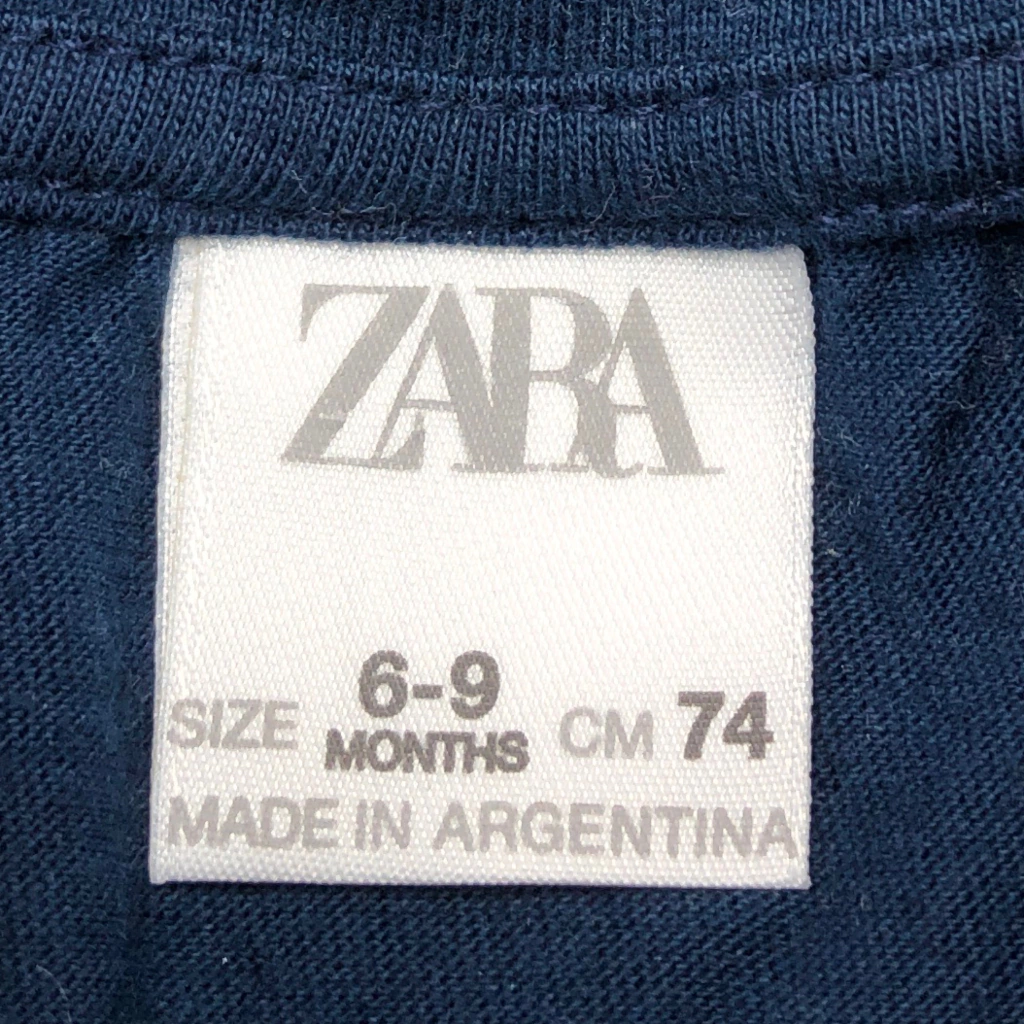 ZARA
SIZE 6-9 MONTHS CM 74
MADE IN ARGENTINA